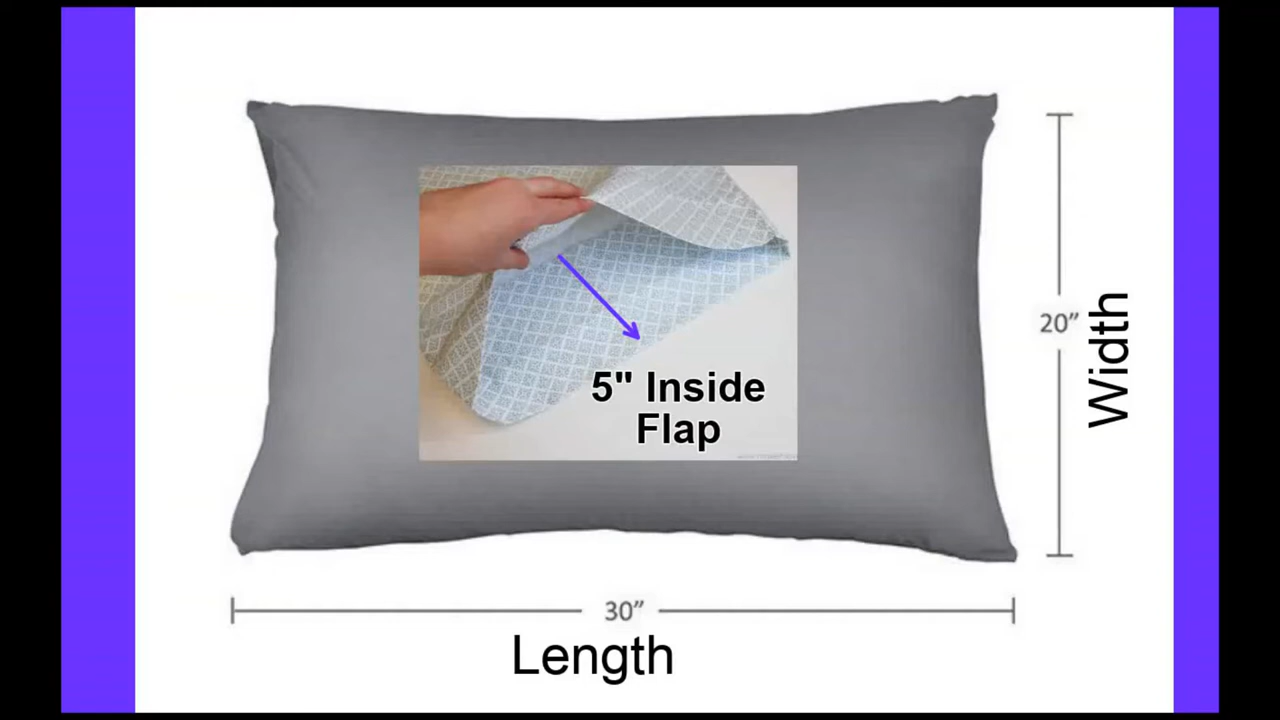 5" Inside
Flap
20”
Width
30”
Length